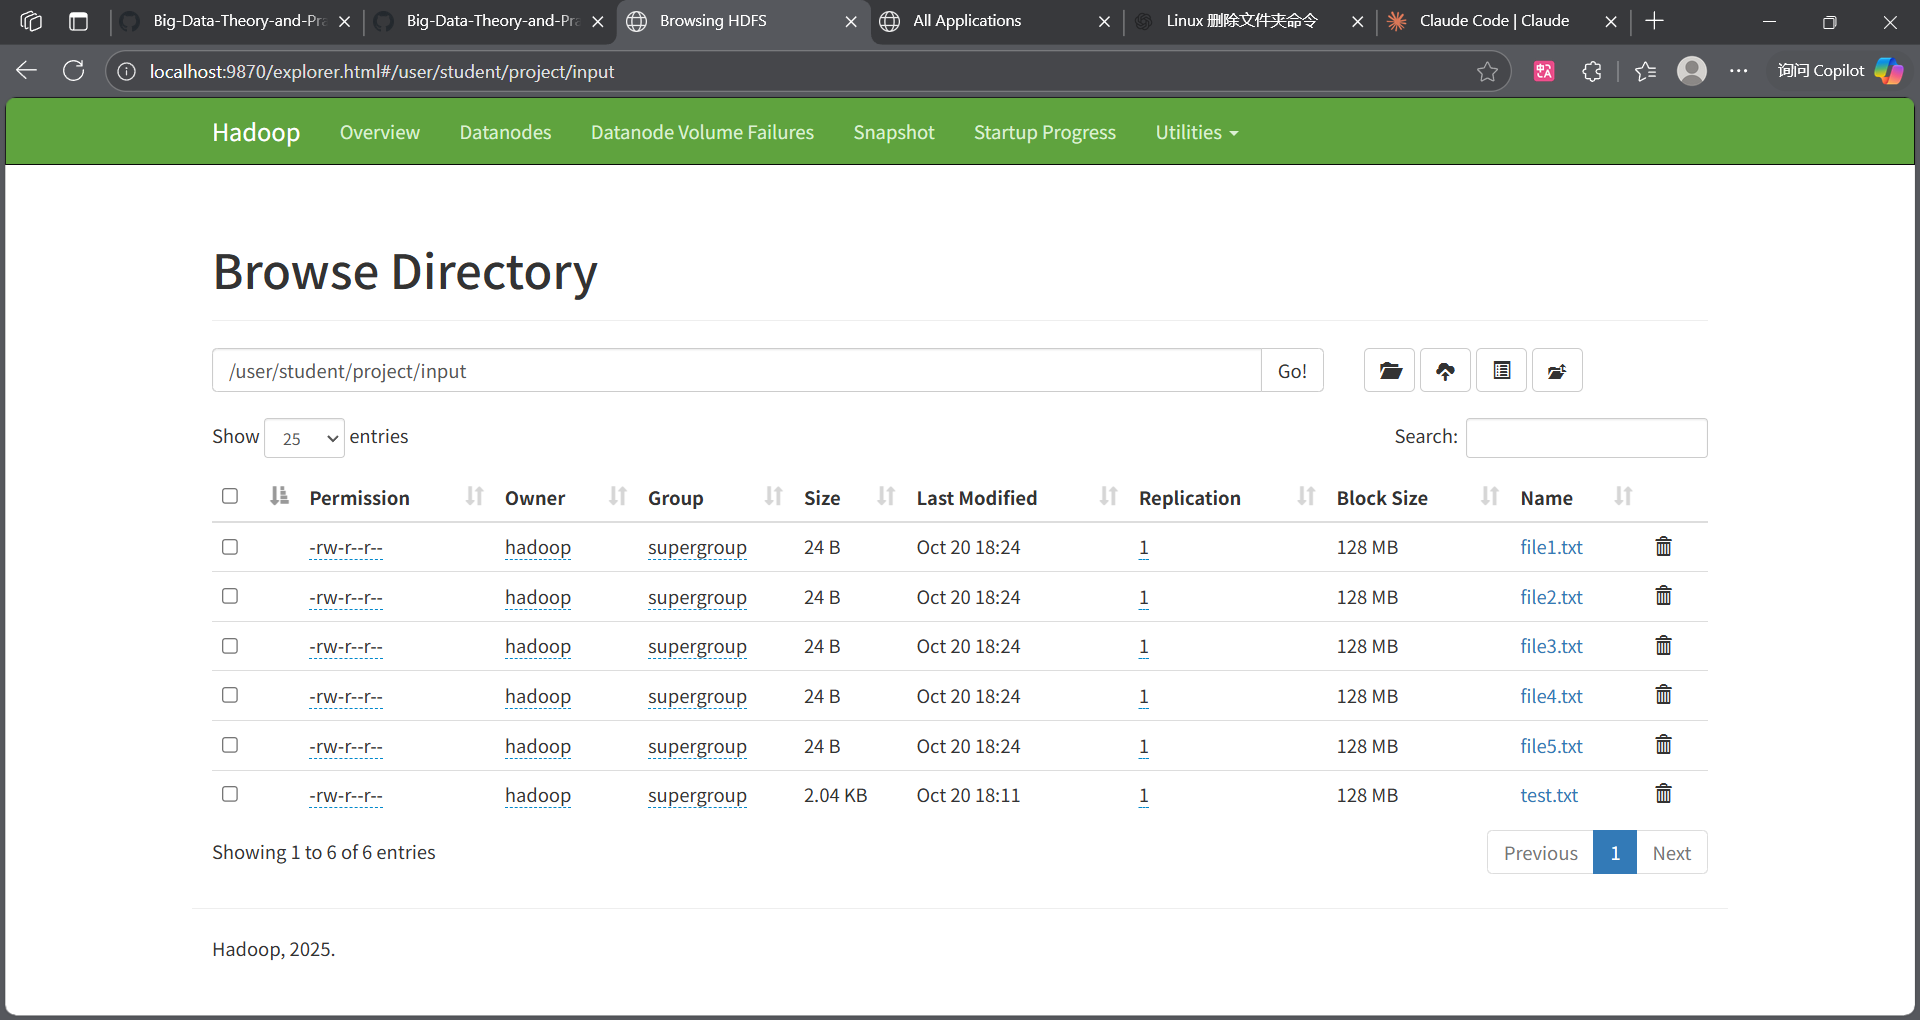 Big-Data-Theory-and-Pra
Big-Data-Theory-and-Pra
Browsing HDFS
All Applications
Linux 删除文件夹命令
Claude Code | Claude
localhost:9870/explorer.html#/user/student/project/input
询问 Copilot
Hadoop Overview Datanodes Datanode Volume Failures Snapshot Startup Progress Utilities
Browse Directory
/user/student/project/input Go!
Show 25 entries Search:
Permission Owner Group Size Last Modified Replication Block Size Name
-rw-r--r-- hadoop supergroup 24 B Oct 20 18:24 1 128 MB file1.txt
-rw-r--r-- hadoop supergroup 24 B Oct 20 18:24 1 128 MB file2.txt
-rw-r--r-- hadoop supergroup 24 B Oct 20 18:24 1 128 MB file3.txt
-rw-r--r-- hadoop supergroup 24 B Oct 20 18:24 1 128 MB file4.txt
-rw-r--r-- hadoop supergroup 24 B Oct 20 18:24 1 128 MB file5.txt
-rw-r--r-- hadoop supergroup 2.04 KB Oct 20 18:11 1 128 MB test.txt
Showing 1 to 6 of 6 entries Previous 1 Next
Hadoop, 2025.